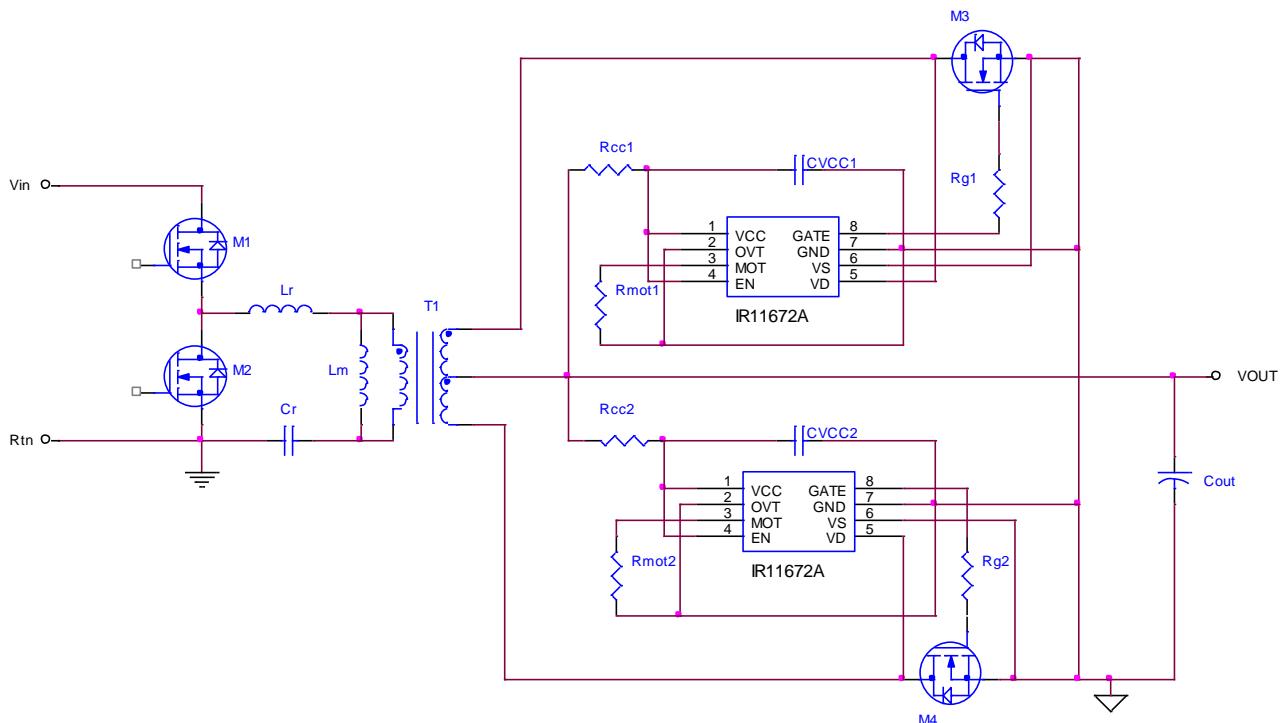 M3
Rcc1
CVCC1
Rg1
Vin
M1
1 VCC GATE 8
2 OVT GND 7
3 MOT VS 6
4 EN VD 5
Rmot1
IR11672A
Lr
T1
M2
Lm
VOUT
Cr
Rcc2
CVCC2
Rtn
1 VCC GATE 8
2 OVT GND 7
3 MOT VS 6
4 EN VD 5
Cout
Rmot2
Rg2
IR11672A
M4